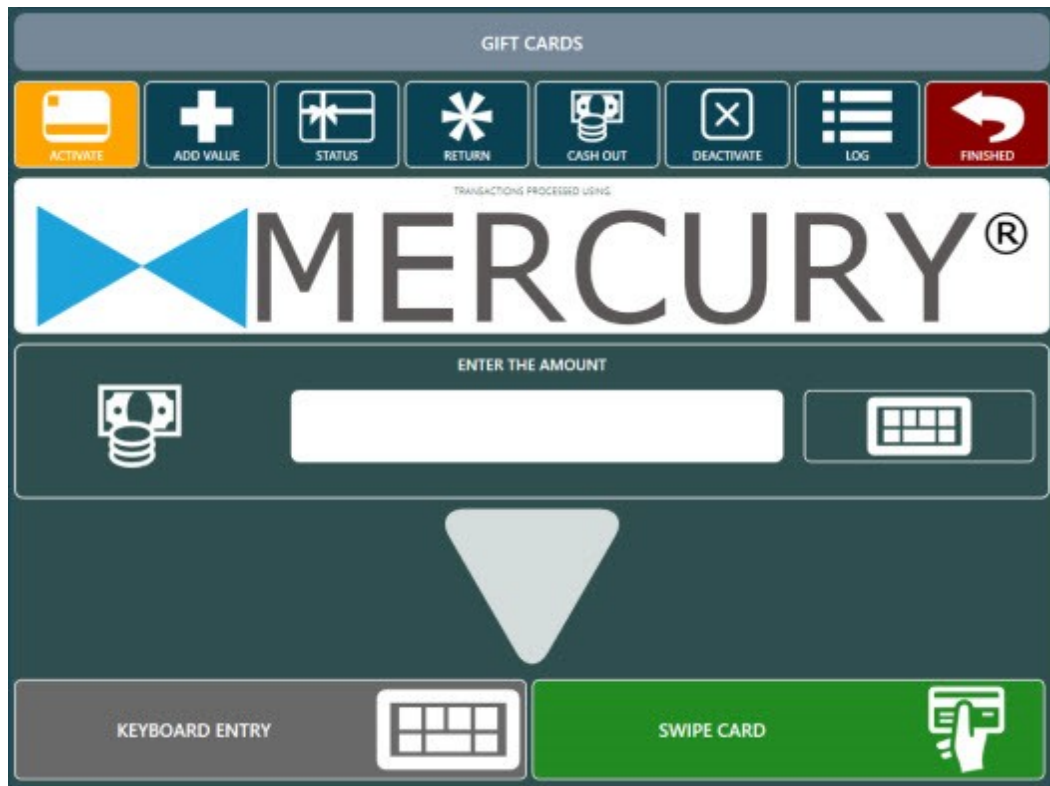 GIFT CARDS
ACTIVATE
ADD VALUE
STATUS
RETURN
CASH OUT
DEACTIVATE
LOG
FINISHED
TRANSACTIONS PROCESSED USING
MERCURY®
ENTER THE AMOUNT
KEYBOARD ENTRY
SWIPE CARD